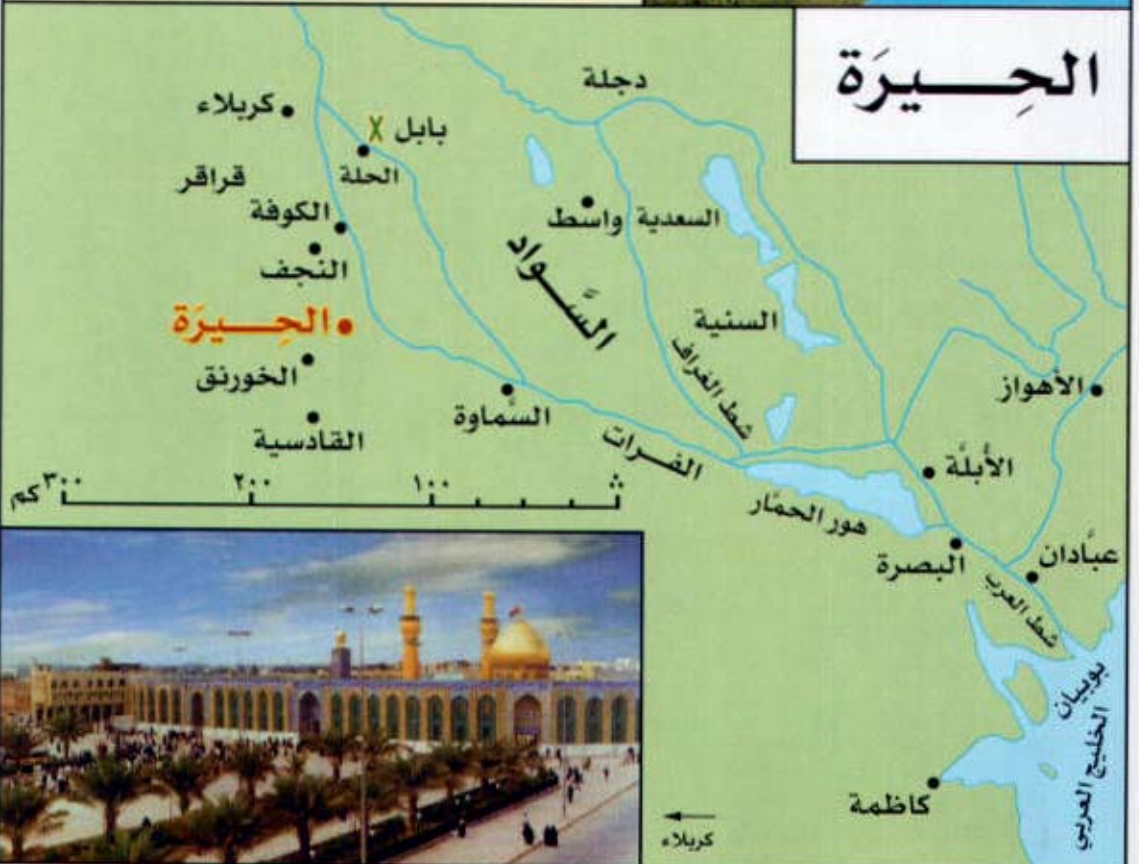 الحِـــيرَة
دجلة
كربلاء
بابل
الحلة
قراقر
الكوفة
واسط
السعدية
النجف
السَّواد
الحِـــيرَة
السنية
شط الغراف
الخورنق
الأهواز
السَّماوة
القادسية
الفرات
الأُبلَّة
٣٠٠ كم
٢٠٠
١٠٠
هور الحمَّار
البصرة
عبَّادان
شط العرب
بوبيان
الخليج العربي
كاظمة
كربلاء